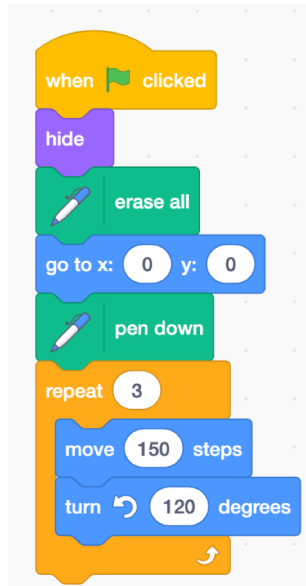 when clicked
hide
erase all
go to x: 0 y: 0
pen down
repeat 3
move 150 steps
turn 120 degrees